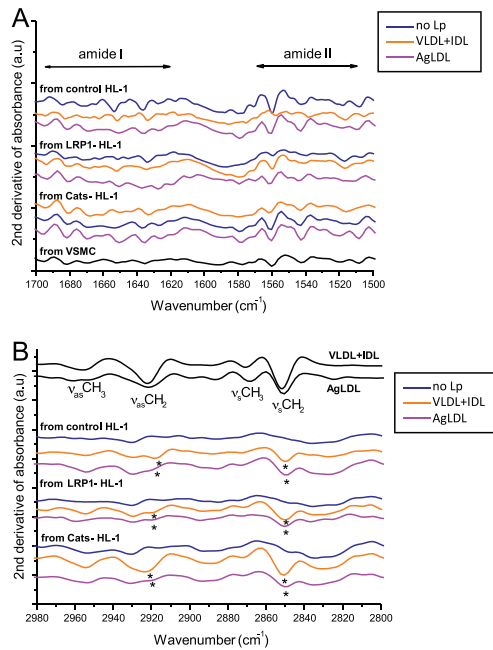 A
no Lp
VLDL+IDL
AgLDL
amide I
amide II
from control HL-1
from LRP1- HL-1
from Cats- HL-1
from VSMC
2nd derivative of absorbance (a.u)
1700 1680 1660 1640 1620 1600 1580 1560 1540 1520 1500
Wavenumber (cm-1)
B
no Lp
VLDL+IDL
AgLDL
VLDL+IDL
AgLDL
νasCH3
νasCH2
νsCH3
νsCH2
from control HL-1
* *
* *
from LRP1- HL-1
* *
* *
from Cats- HL-1
* * *
*
2nd derivative of absorbance (a.u)
2980 2960 2940 2920 2900 2880 2860 2840 2820 2800
Wavenumber (cm-1)